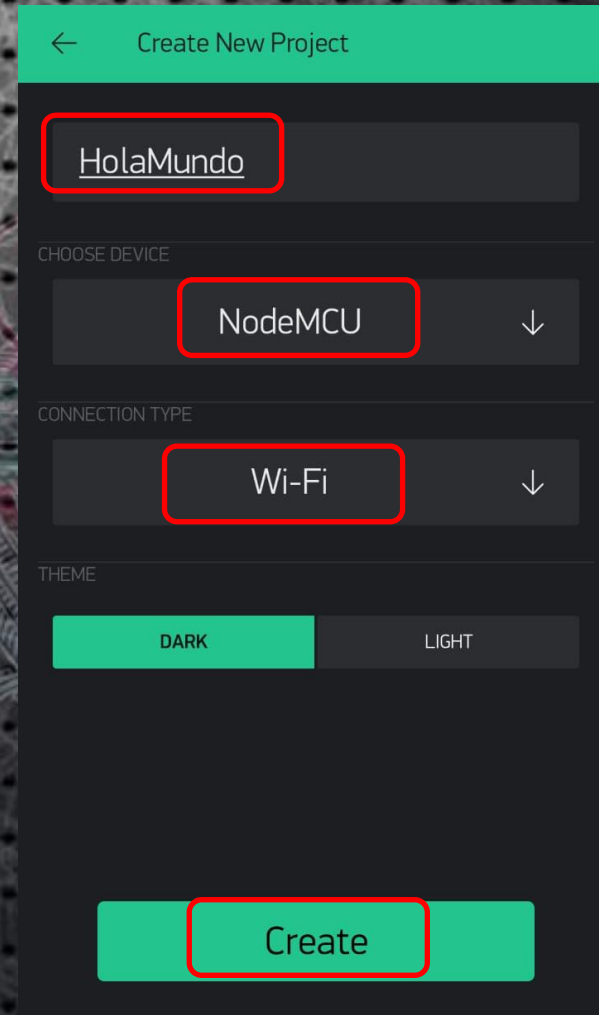 Create New Project
HolaMundo
CHOOSE DEVICE
NodeMCU
CONNECTION TYPE
Wi-Fi
THEME
DARK
LIGHT
Create